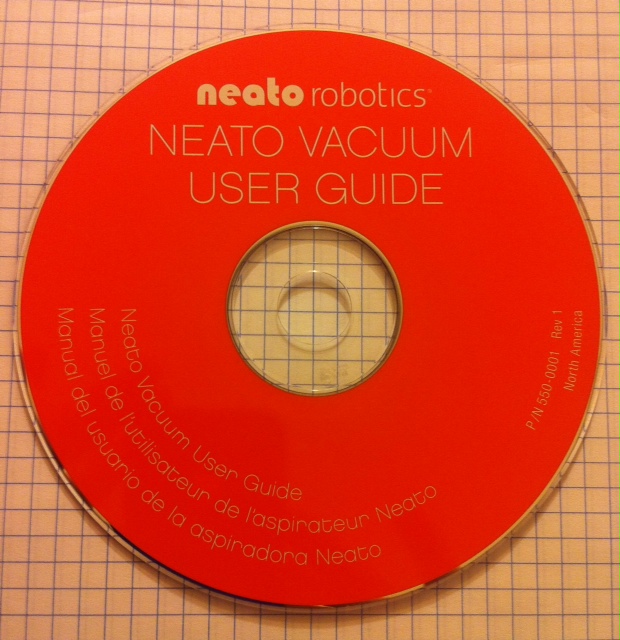 neato robotics
NEATO VACUUM
USER GUIDE
Neato Vacuum User Guide
Manuel de l'utilisateur de l'aspirateur Neato
Manual del usuario de la aspiradora Neato
P/N 550-0001 Rev 1
North America